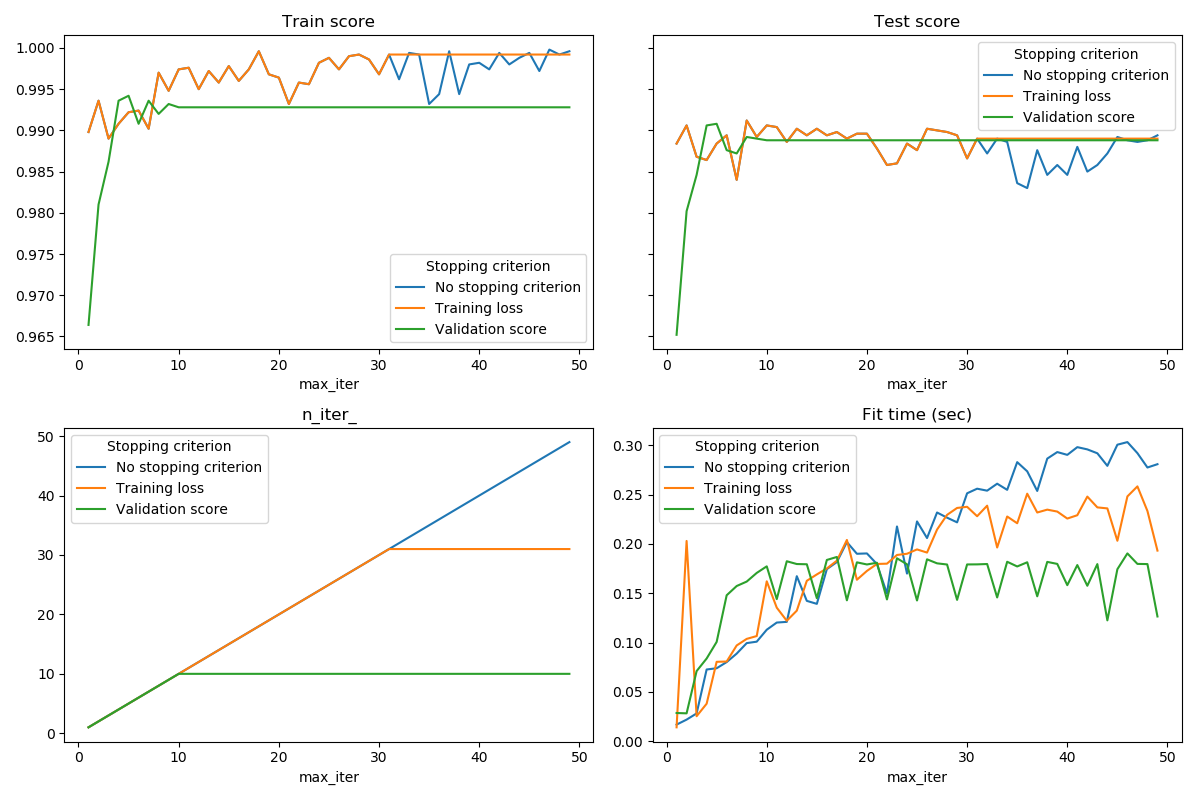 Train score
1.000
0.995
0.990
0.985
0.980
0.975
0.970
0.965
Stopping criterion
No stopping criterion
Training loss
Validation score
0 10 20 30 40 50
max_iter
Test score
Stopping criterion
No stopping criterion
Training loss
Validation score
0 10 20 30 40 50
max_iter
n_iter_
50
40
30
20
10
0
Stopping criterion
No stopping criterion
Training loss
Validation score
0 10 20 30 40 50
max_iter
Fit time (sec)
0.30
0.25
0.20
0.15
0.10
0.05
0.00
Stopping criterion
No stopping criterion
Training loss
Validation score
0 10 20 30 40 50
max_iter